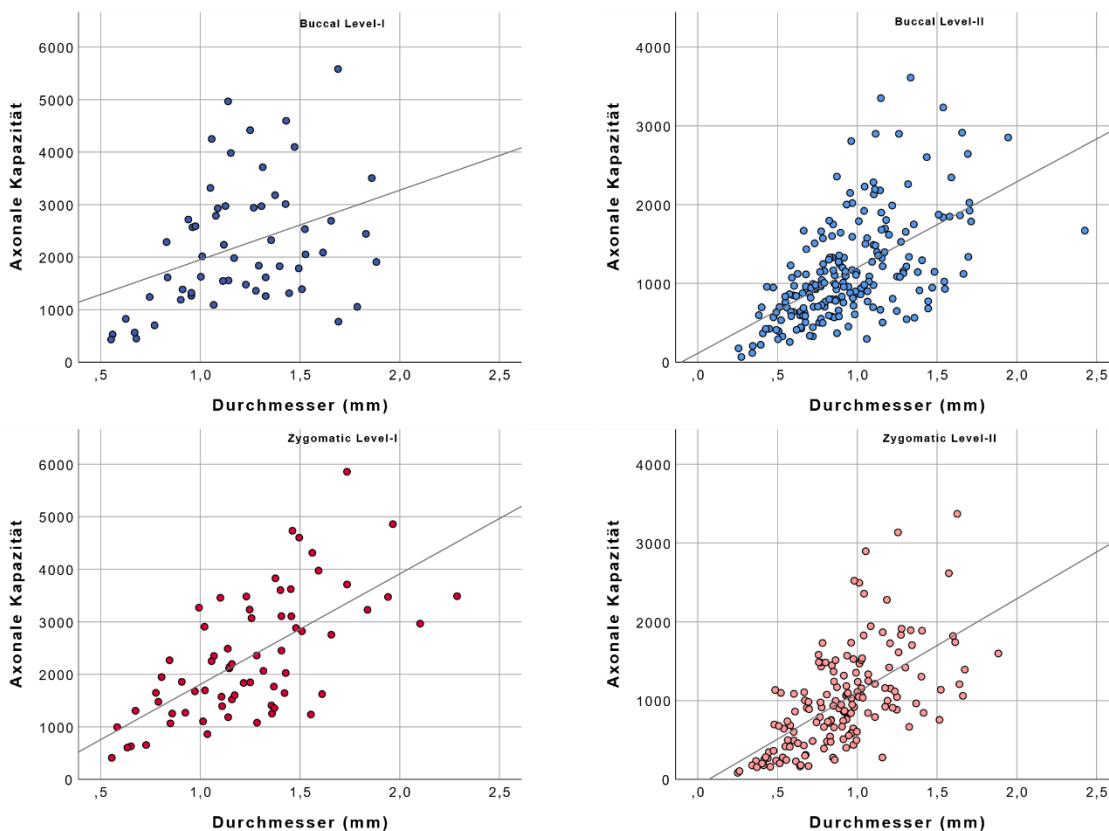 Buccal Level-I
Axonale Kapazität
6000
5000
4000
3000
2000
1000
0
,5 1,0 1,5 2,0 2,5
Durchmesser (mm)
Buccal Level-II
Axonale Kapazität
4000
3000
2000
1000
0
,0 ,5 1,0 1,5 2,0 2,5
Durchmesser (mm)
Zygomatic Level-I
Axonale Kapazität
6000
5000
4000
3000
2000
1000
0
,5 1,0 1,5 2,0 2,5
Durchmesser (mm)
Zygomatic Level-II
Axonale Kapazität
4000
3000
2000
1000
0
,0 ,5 1,0 1,5 2,0 2,5
Durchmesser (mm)